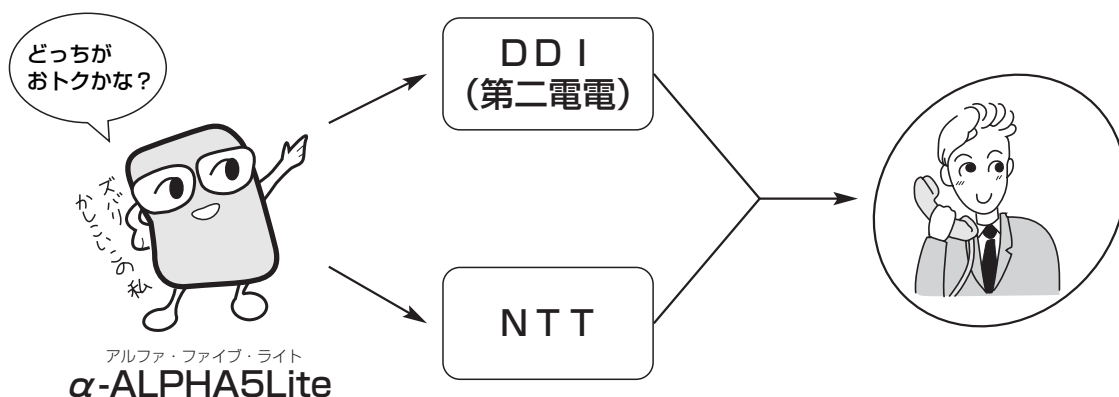 どっちが
おトクかな？
ズバリ
かしこいこの私
アルファ・ファイブ・ライト
α-ALPHA5Lite
DDI
（第二電電）
NTT